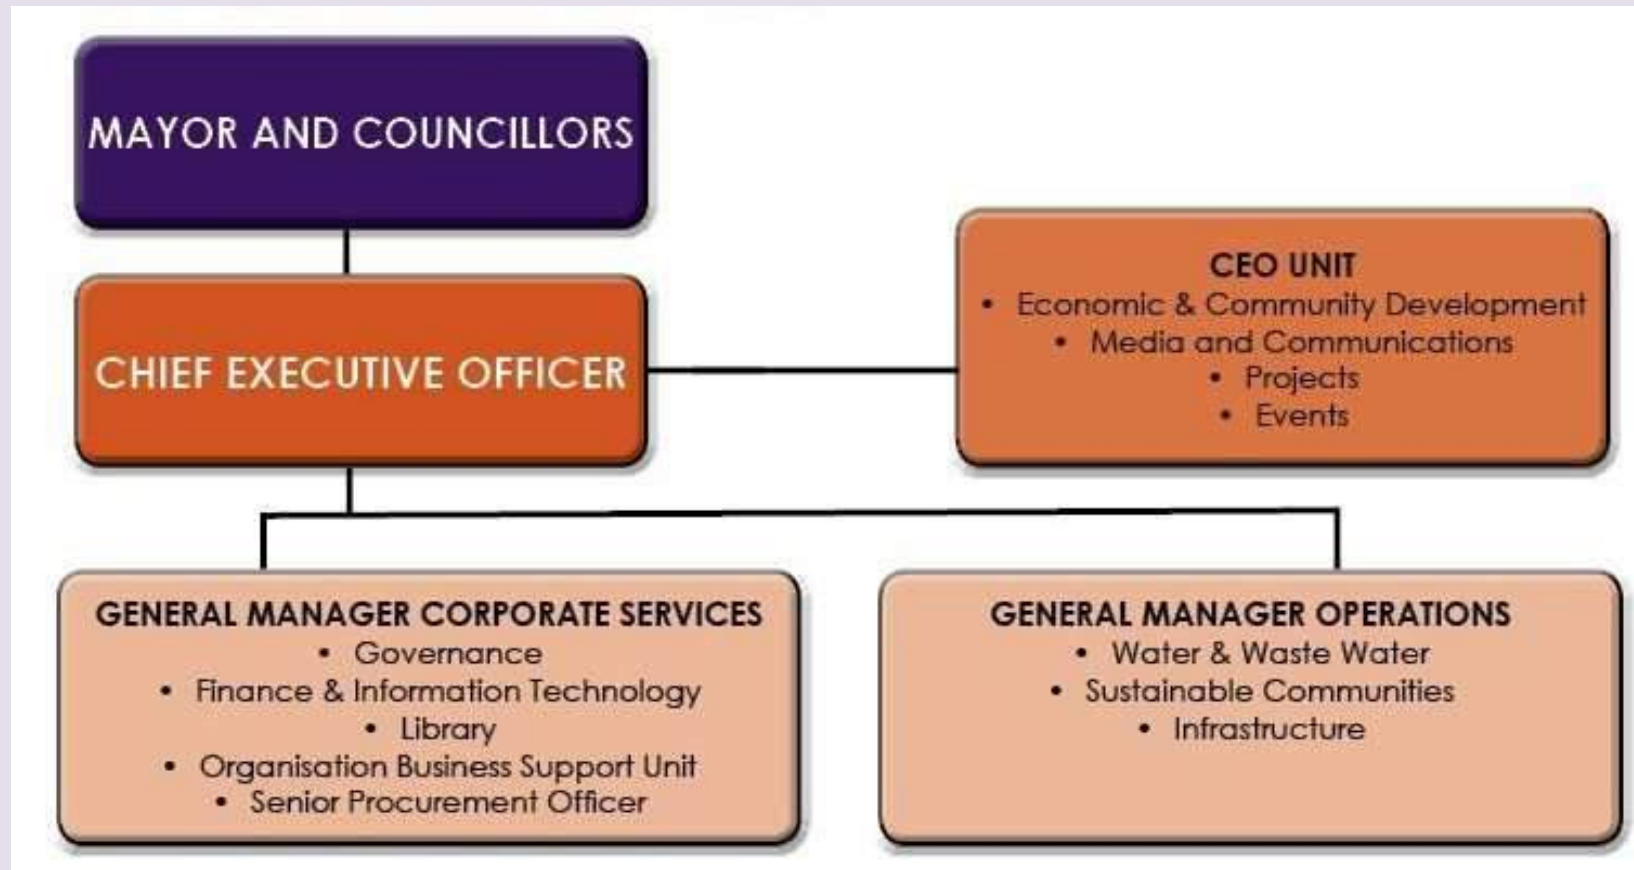 MAYOR AND COUNCILLORS
CHIEF EXECUTIVE OFFICER
CEO UNIT
• Economic & Community Development
• Media and Communications
• Projects
• Events
GENERAL MANAGER CORPORATE SERVICES
• Governance
• Finance & Information Technology
• Library
• Organisation Business Support Unit
• Senior Procurement Officer
GENERAL MANAGER OPERATIONS
• Water & Waste Water
• Sustainable Communities
• Infrastructure